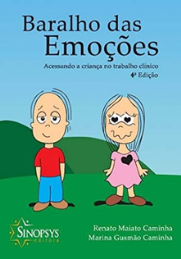 Baralho das
Emoções
Acessando a criança no trabalho clínico
4ª Edição
Renato Maiato Caminha
Marina Gusmão Caminha
SINOPSYS
EDITORA